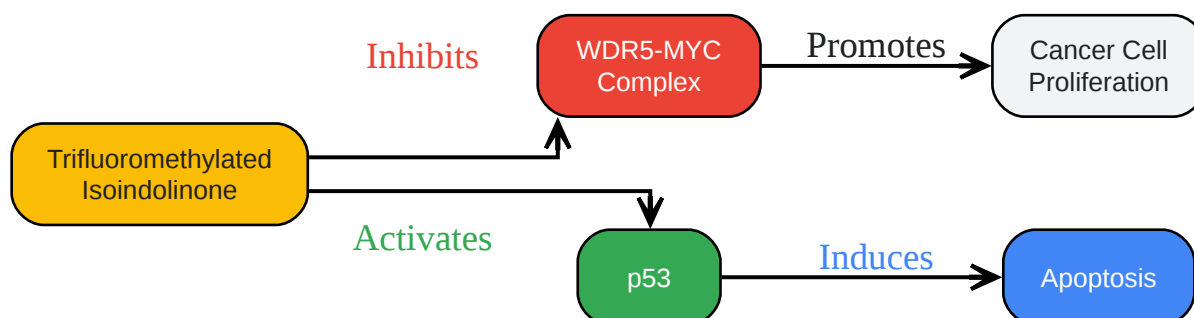 Inhibits
WDR5-MYC
Complex
Promotes
Cancer Cell
Proliferation
Trifluoromethylated
Isoindolinone
Activates
p53
Induces
Apoptosis